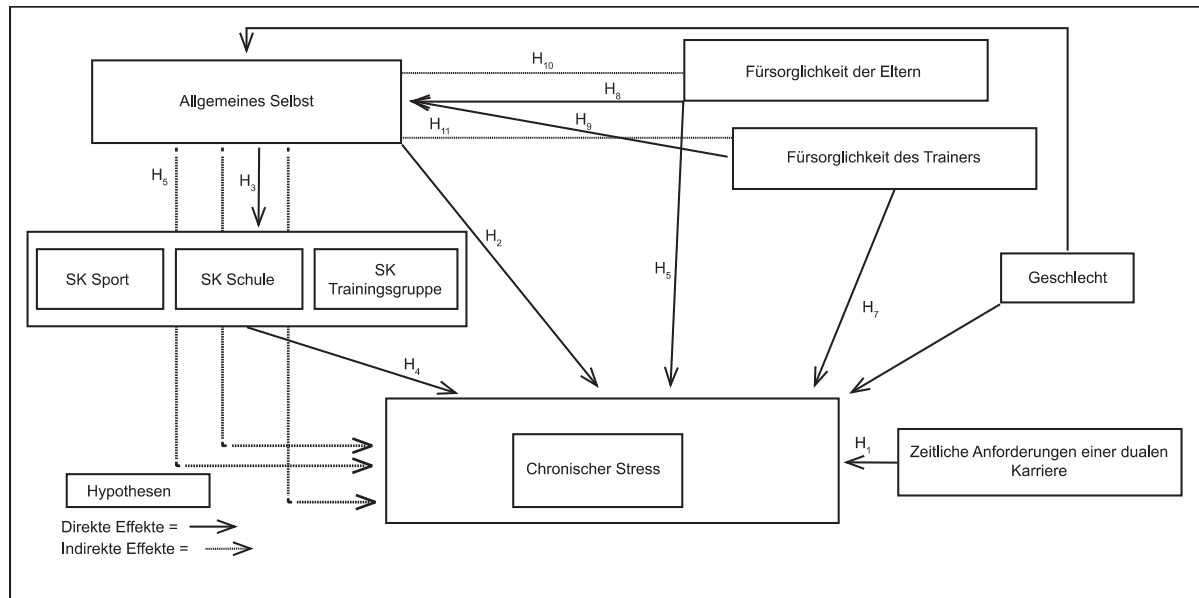 H₁₀
Fürsorglichkeit der Eltern
Allgemeines Selbst
H₈
H₁₁
H₉
Fürsorglichkeit des Trainers
H₅
H₃
H₂
SK Sport
SK Schule
SK
Trainingsgruppe
H₅
Geschlecht
H₇
H₄
H₁
Zeitliche Anforderungen einer dualen
Karriere
Chronischer Stress
Hypothesen
Direkte Effekte =
Indirekte Effekte =